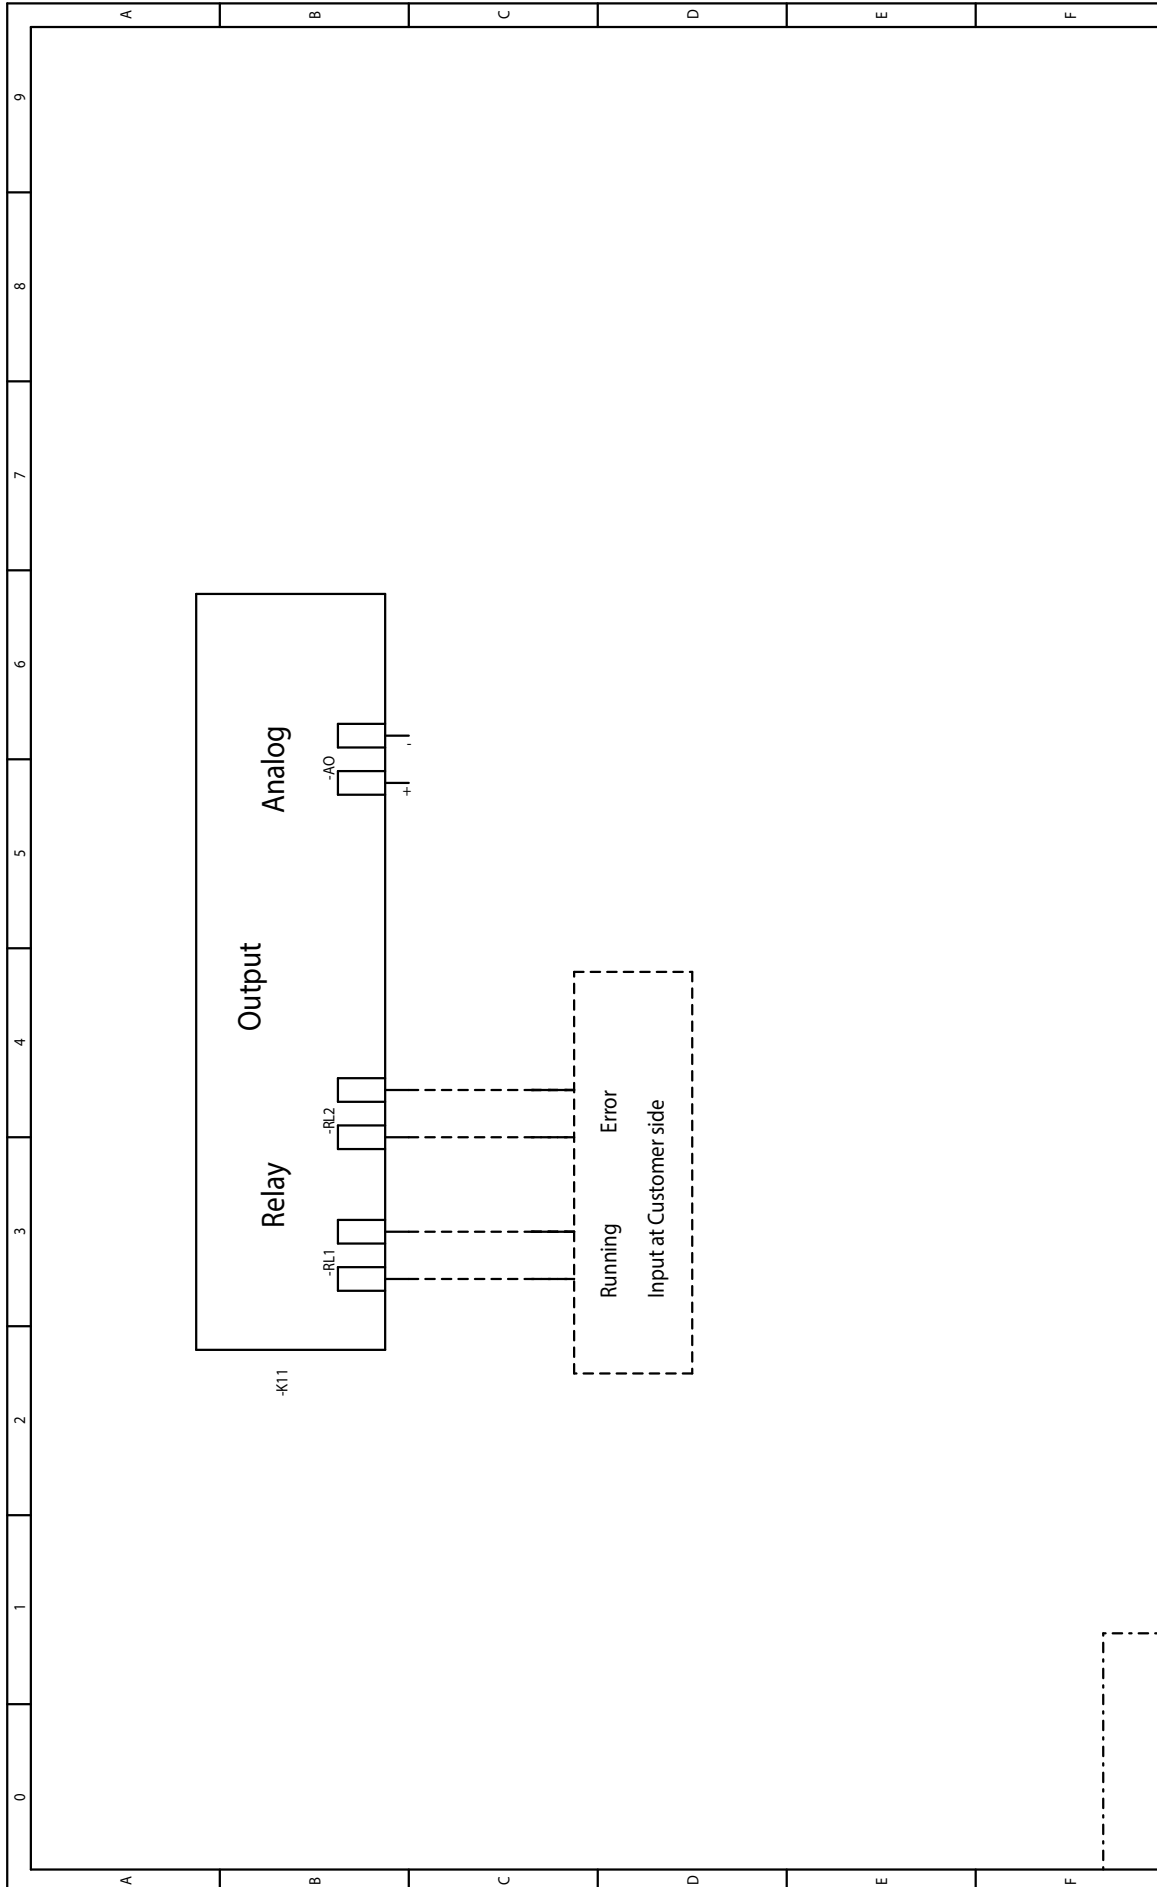 0 1 2 3 4 5 6 7 8 9
A A
-K11
Output
B B
Relay Analog
-RL1 -RL2 -AO
+ -
C C
Running Error
Input at Customer side
D D
E E
F F